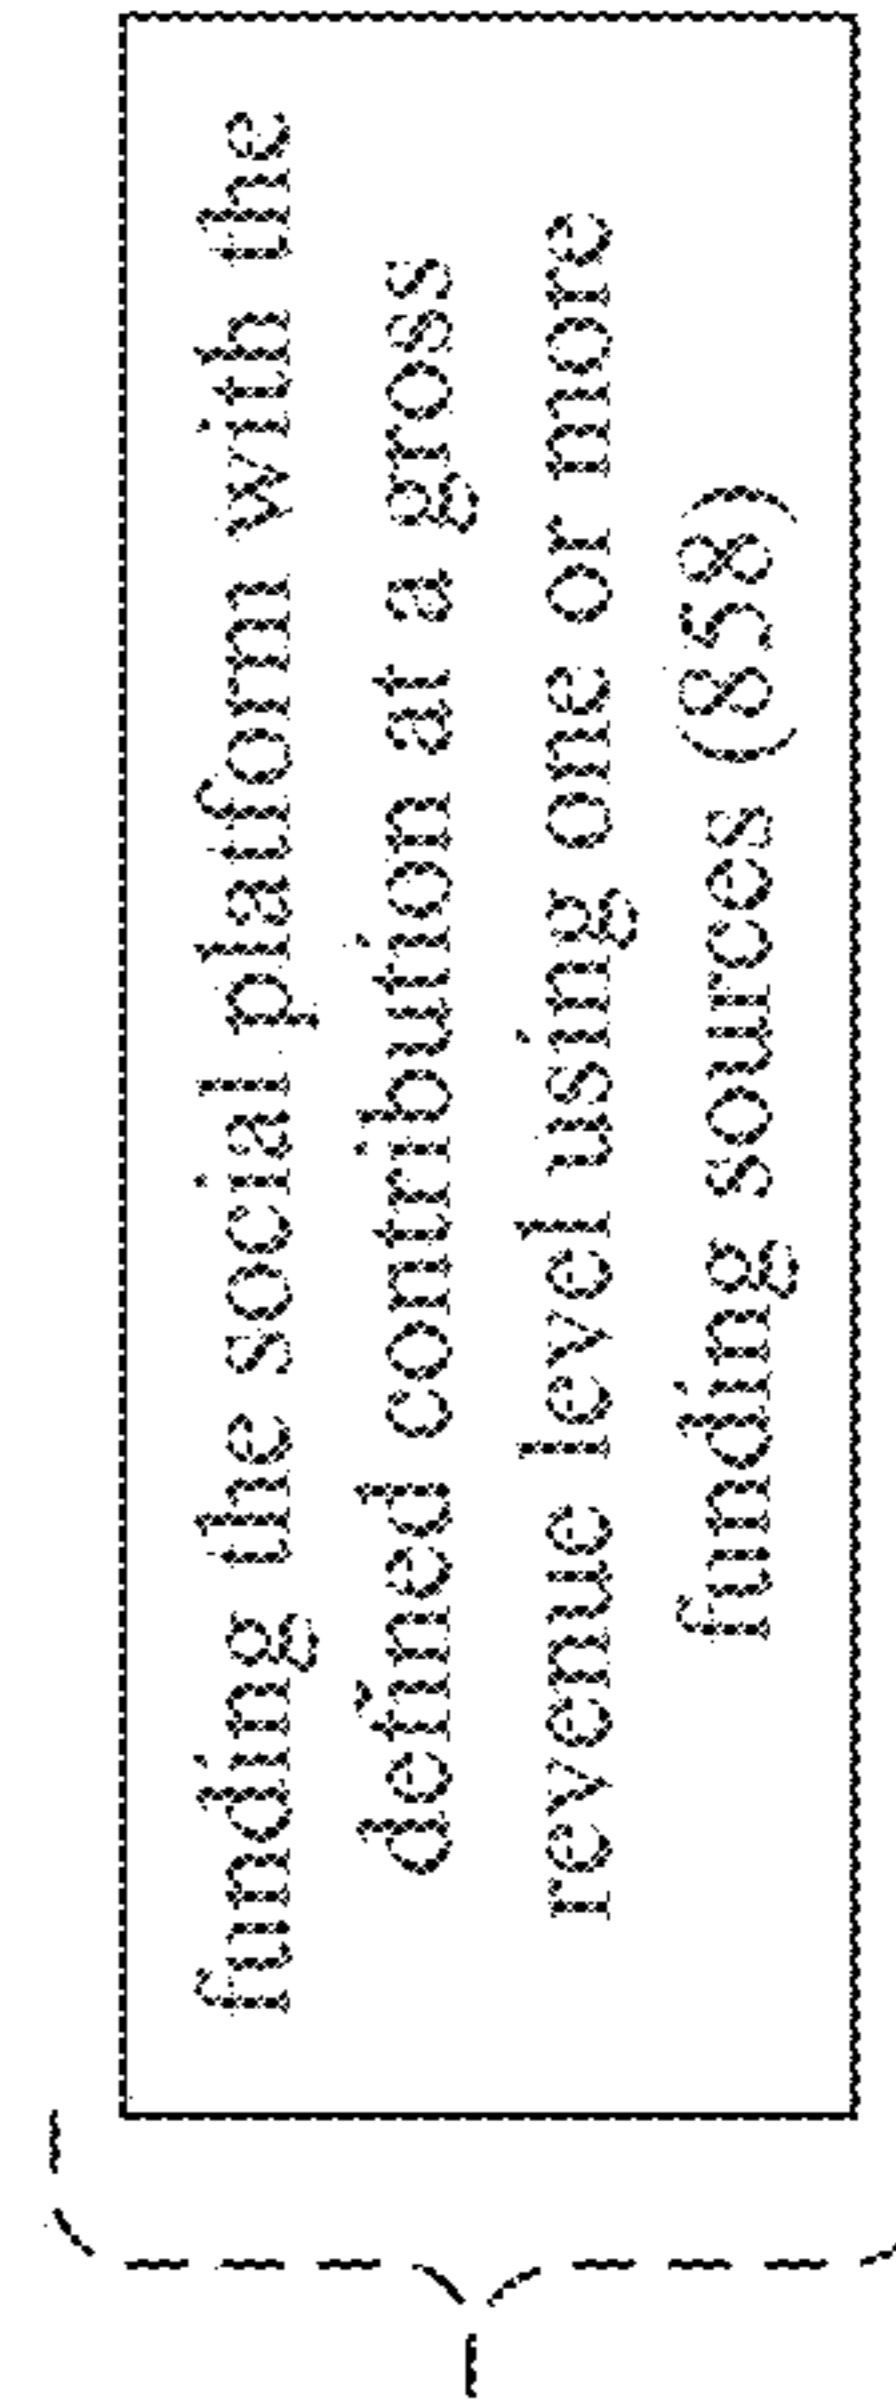 funding the social platform with the
defined contribution at a gross
revenue level using one or more
funding sources (858)